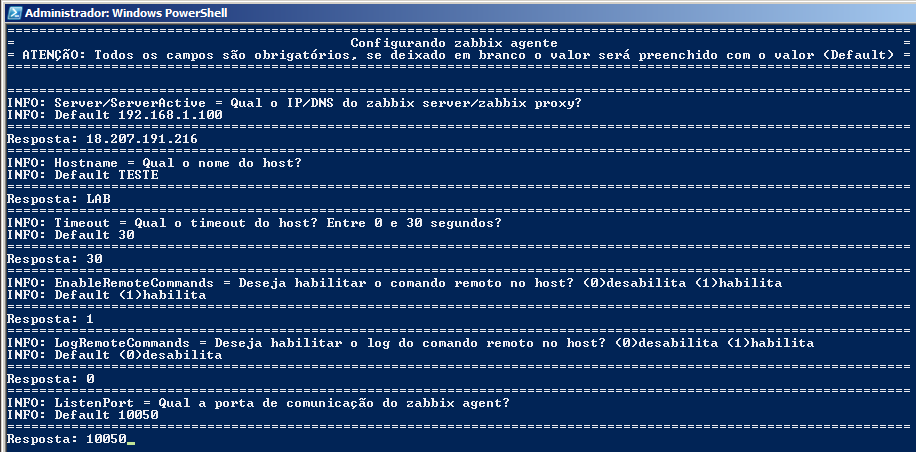 Administrador: Windows PowerShell
================================================================================================================
=                                          Configurando zabbix agente                                          =
= ATENÇÃO: Todos os campos são obrigatórios, se deixado em branco o valor será preenchido com o valor (Default) =
================================================================================================================
================================================================================================================
INFO: Server/ServerActive = Qual o IP/DNS do zabbix server/zabbix proxy?
INFO: Default 192.168.1.100
================================================================================================================
Resposta: 18.207.191.216
================================================================================================================
INFO: Hostname = Qual o nome do host?
INFO: Default TESTE
================================================================================================================
Resposta: LAB
================================================================================================================
INFO: Timeout = Qual o timeout do host? Entre 0 e 30 segundos?
INFO: Default 30
================================================================================================================
Resposta: 30
================================================================================================================
INFO: EnableRemoteCommands = Deseja habilitar o comando remoto no host? (0)desabilita (1)habilita
INFO: Default (1)habilita
================================================================================================================
Resposta: 1
================================================================================================================
INFO: LogRemoteCommands = Deseja habilitar o log do comando remoto no host? (0)desabilita (1)habilita
INFO: Default (0)desabilita
================================================================================================================
Resposta: 0
================================================================================================================
INFO: ListenPort = Qual a porta de comunicação do zabbix agent?
INFO: Default 10050
================================================================================================================
Resposta: 10050_